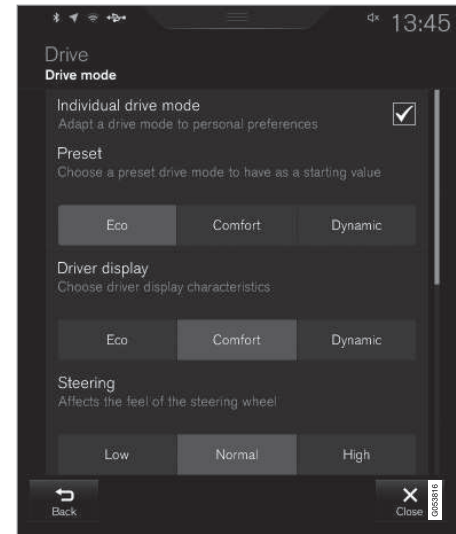 13:45
Drive
Drive mode
Individual drive mode
Adapt a drive mode to personal preferences
Preset
Choose a preset drive mode to have as a starting value
Eco Comfort Dynamic
Driver display
Choose driver display characteristics
Eco Comfort Dynamic
Steering
Affects the feel of the steering wheel
Low Normal High
Back Close
G053816